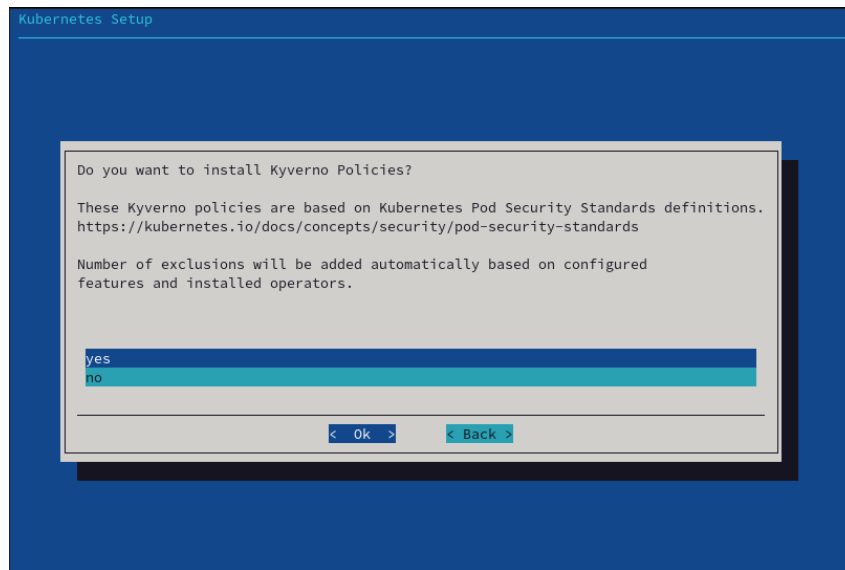 Kubernetes Setup
Do you want to install Kyverno Policies?
These Kyverno policies are based on Kubernetes Pod Security Standards definitions.
https://kubernetes.io/docs/concepts/security/pod-security-standards
Number of exclusions will be added automatically based on configured
features and installed operators.
yes
no
< Ok > < Back >